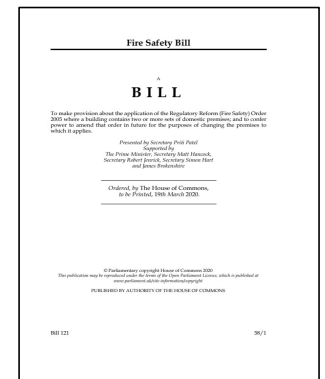 Fire Safety Bill
A
BILL
To make provision about the application of the Regulatory Reform (Fire Safety) Order
2005 where a building contains two or more sets of domestic premises; and to confer
power to amend that order in future for the purposes of changing the premises to
which it applies.
Presented by Secretary Priti Patel
Supported by
The Prime Minister, Secretary Matt Hancock,
Secretary Robert Jenrick, Secretary Simon Hart
and James Brokenshire
Ordered, by The House of Commons,
to be Printed, 19th March 2020.
© Parliamentary copyright House of Commons 2020
This publication may be reproduced under the terms of the Open Parliament Licence, which is published at
www.parliament.uk/site-information/copyright
PUBLISHED BY AUTHORITY OF THE HOUSE OF COMMONS
Bill 121 58/1